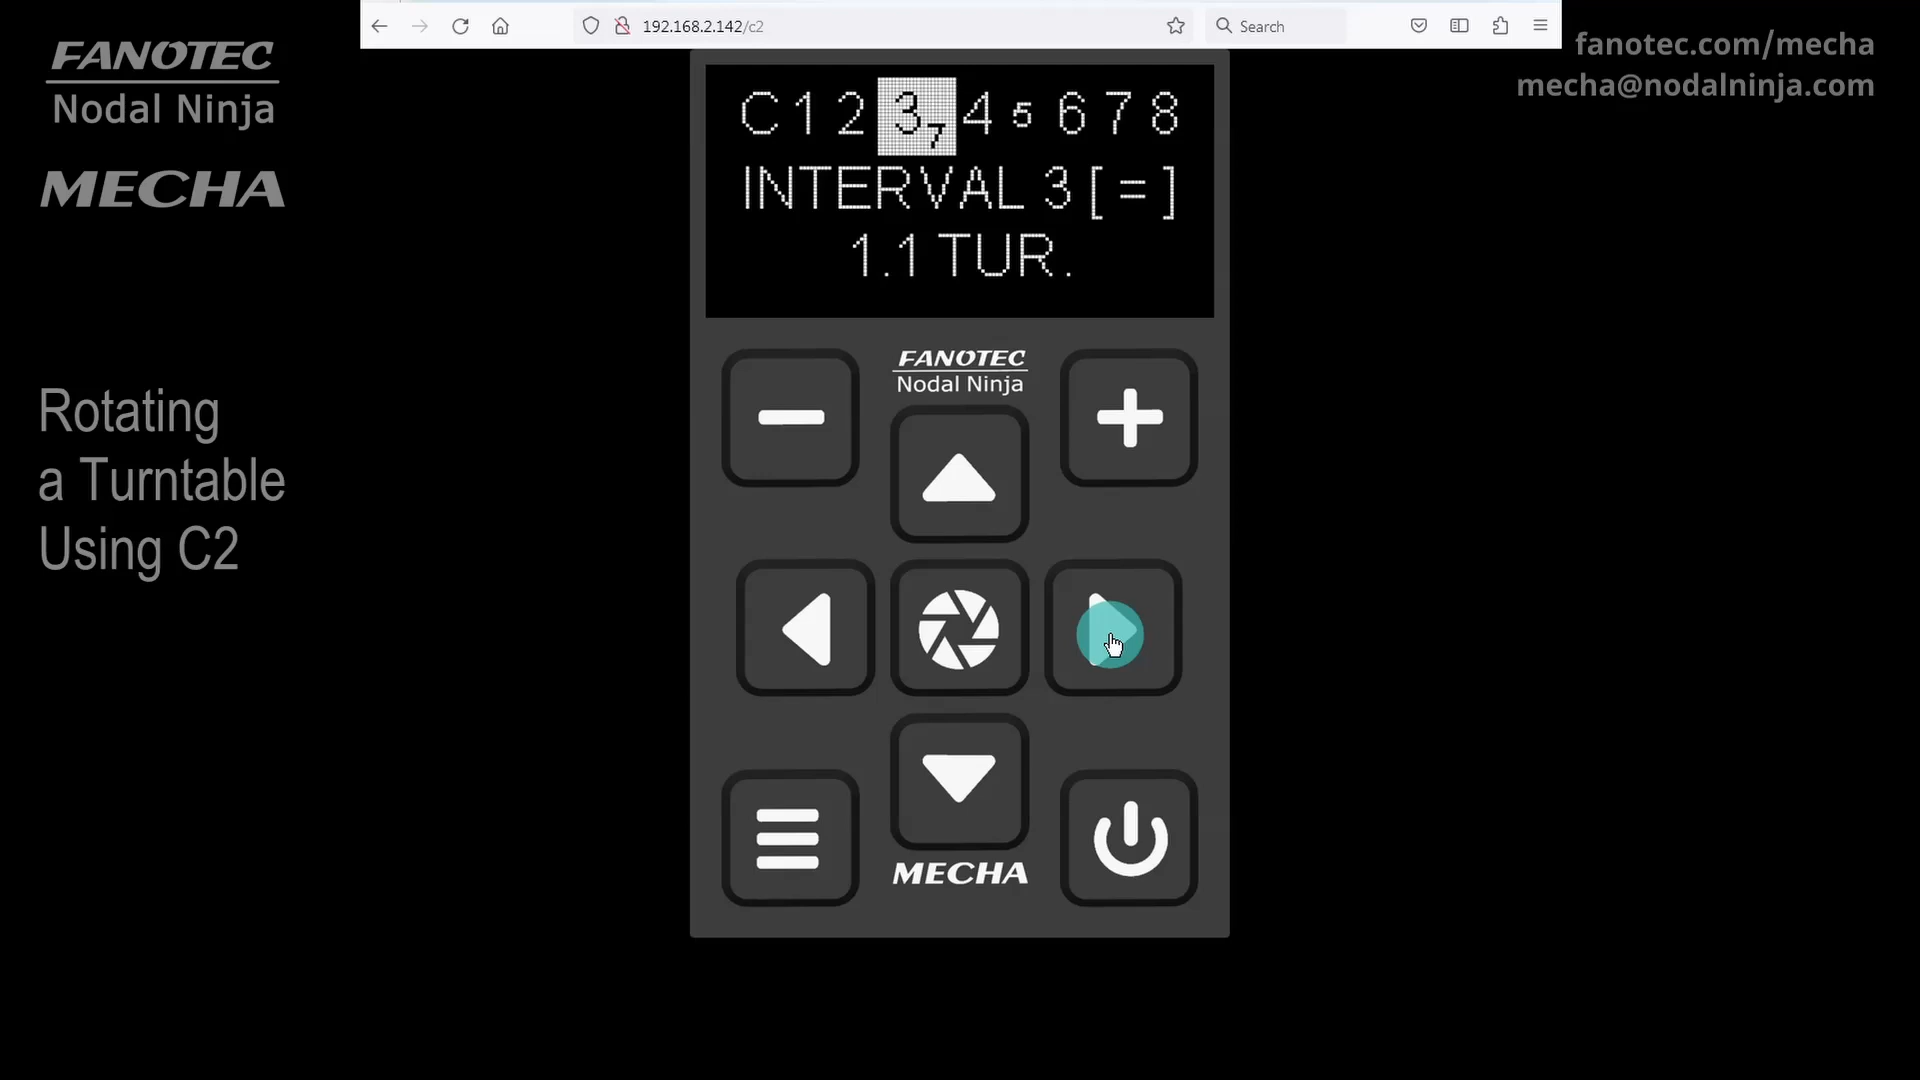 192.168.2.142/c2
Search
FANOTEC
Nodal Ninja
MECHA
fanotec.com/mecha
mecha@nodalninja.com
C 1 2 3,7 4 5 6 7 8
INTERVAL 3 [ = ]
1.1 TUR.
FANOTEC
Nodal Ninja
Rotating
a Turntable
Using C2
MECHA